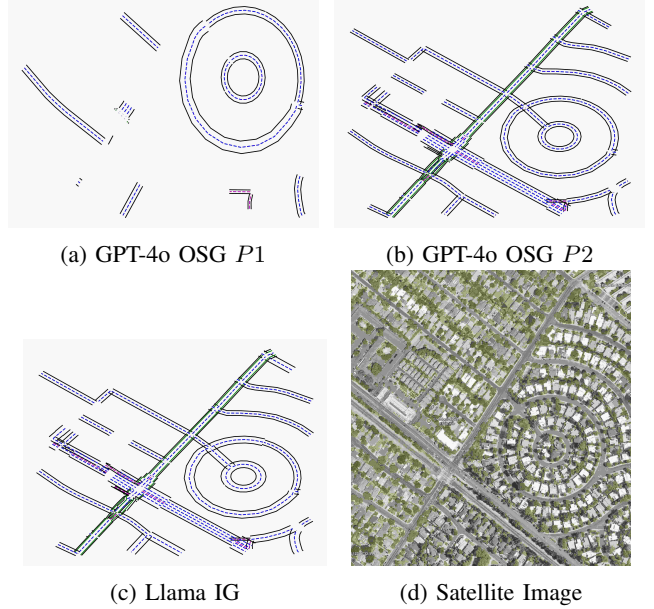 (a) GPT-4o OSG P1
(b) GPT-4o OSG P2
(c) Llama IG
(d) Satellite Image